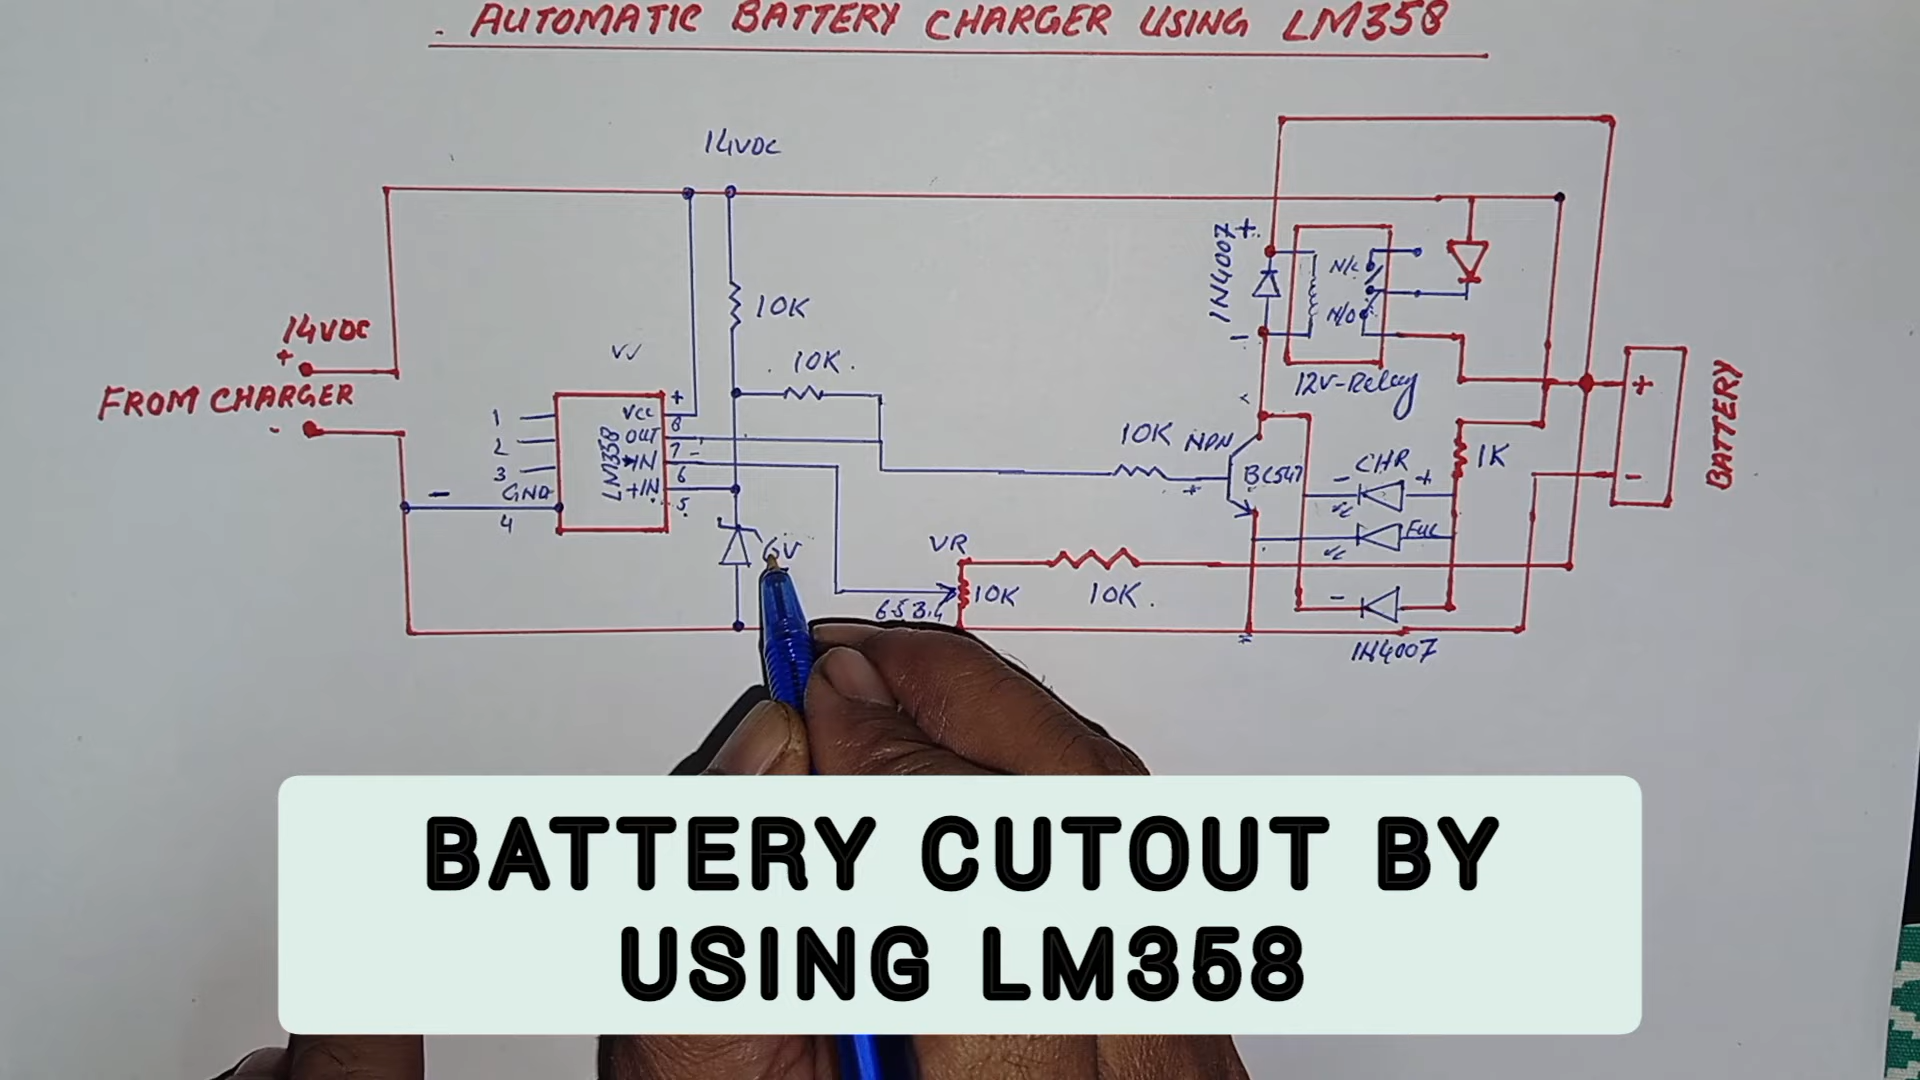 . AUTOMATIC BATTERY CHARGER USING LM358
14VDC
1N4007
+
10K
N/C
N/O
14VDC
+
FROM CHARGER
-
10K
12V-Relay
+
-
BATTERY
1
2
3
GND
4
-
LM358
VCC
OUT
-IN
+IN
+
8
7
6
5
-
10K
NPN
BC547
+
-
CHR
+
1K
6V
VR
10K
10K
-
1N4007
BATTERY CUTOUT BY
USING LM358